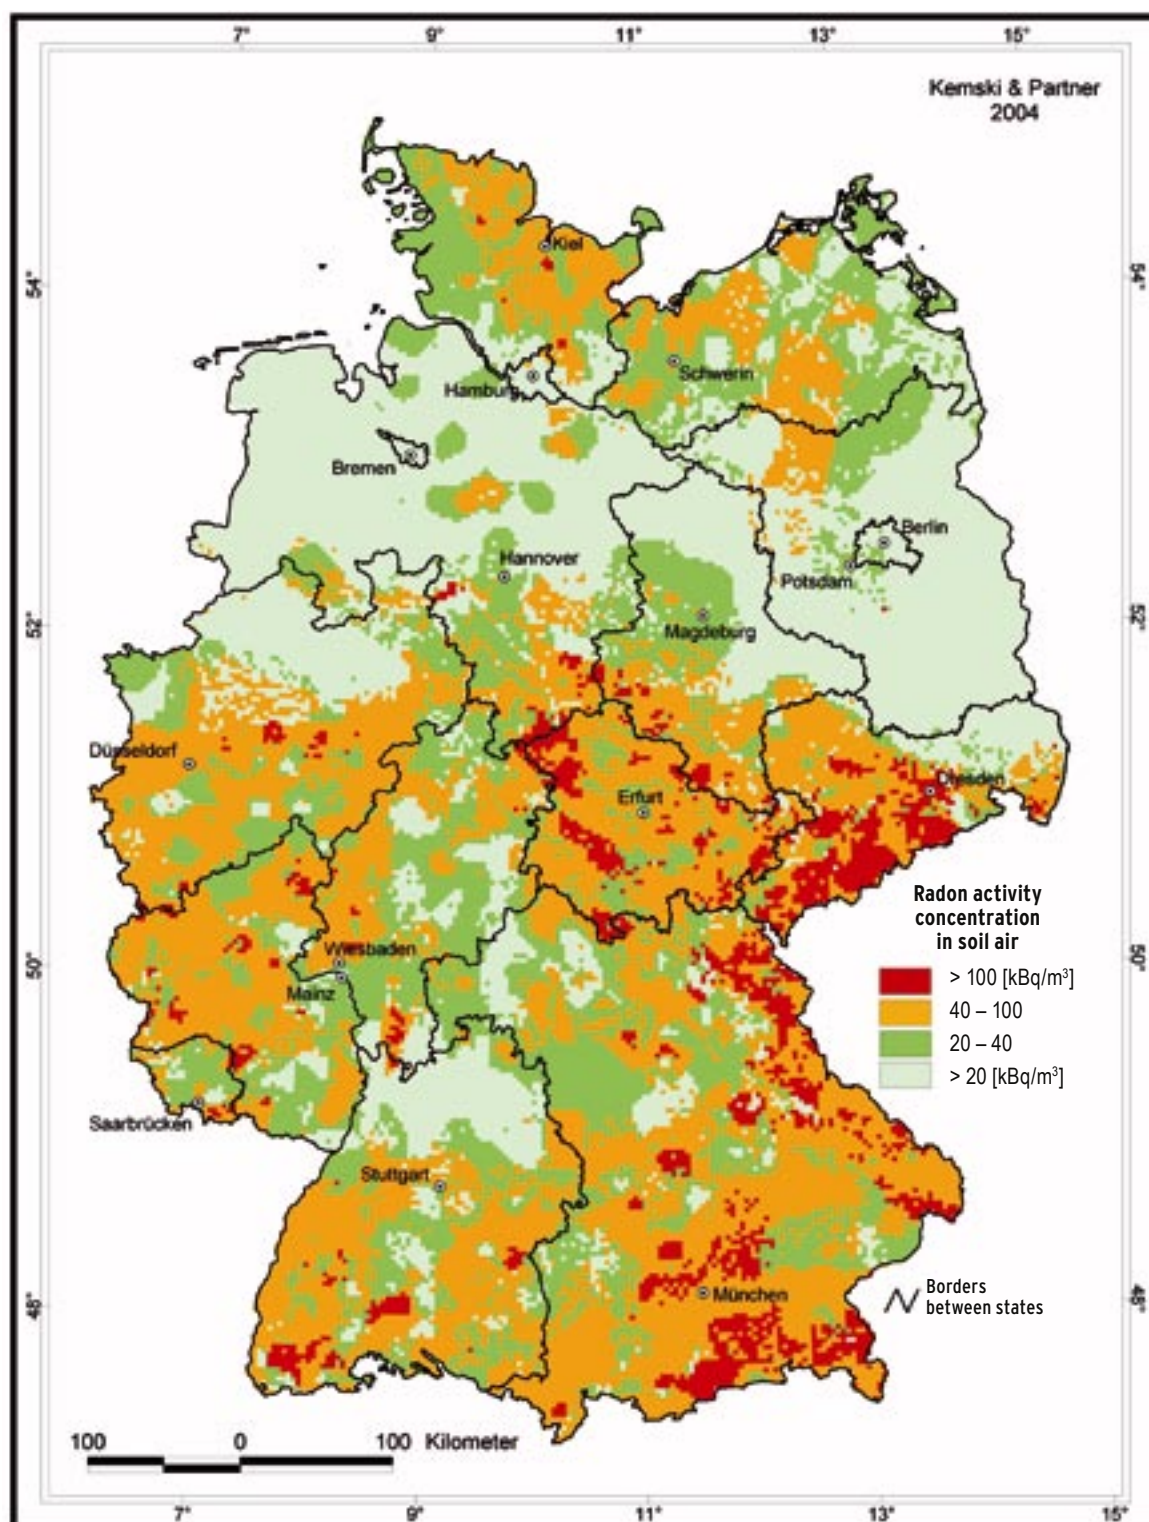 7° 9° 11° 13° 15°
Kemski & Partner
2004
54°
54°
Kiel
Schwerin
Hamburg
Bremen
Berlin
Hannover
Potsdam
52°
52°
Magdeburg
Düsseldorf
Dresden
Erfurt
Radon activity
concentration
in soil air
> 100 [kBq/m³]
40 – 100
20 – 40
> 20 [kBq/m³]
50°
50°
Wiesbaden
Mainz
Saarbrücken
Stuttgart
München
Borders
between states
48°
48°
100 0 100 Kilometer
7° 9° 11° 13° 15°